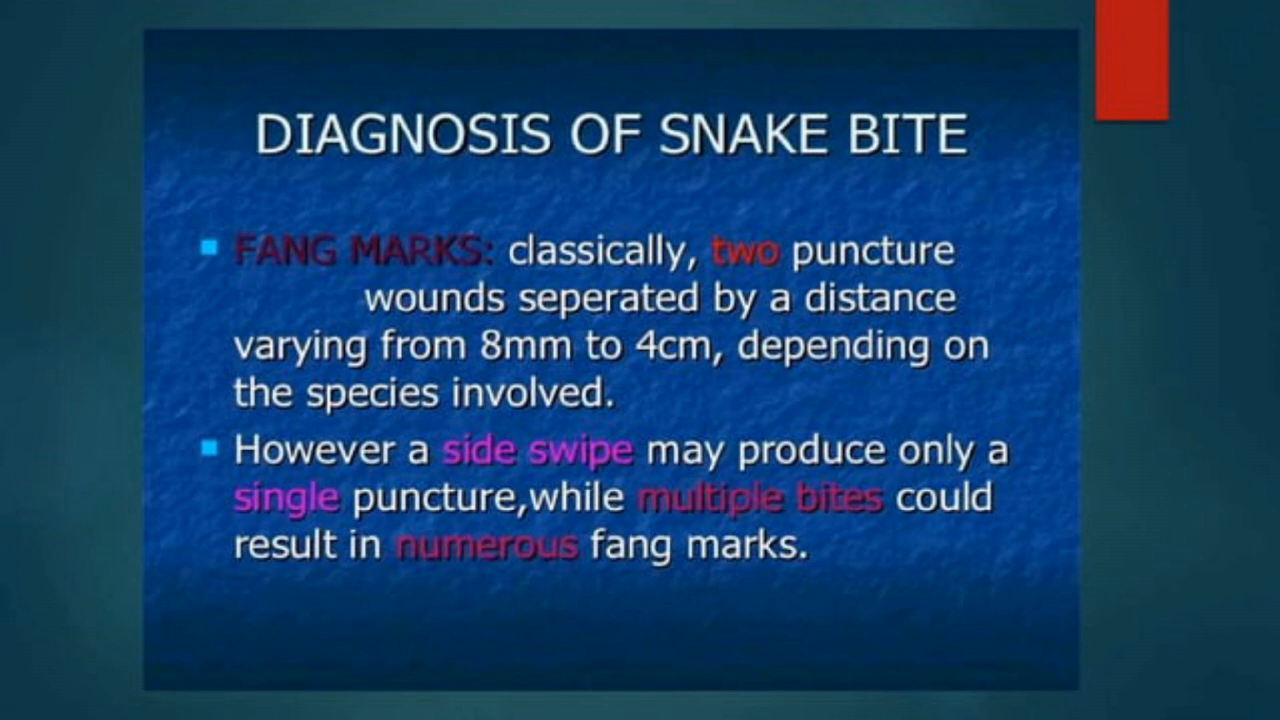 DIAGNOSIS OF SNAKE BITE
FANG MARKS: classically, two puncture
wounds seperated by a distance
varying from 8mm to 4cm, depending on
the species involved.
However a side swipe may produce only a
single puncture,while multiple bites could
result in numerous fang marks.